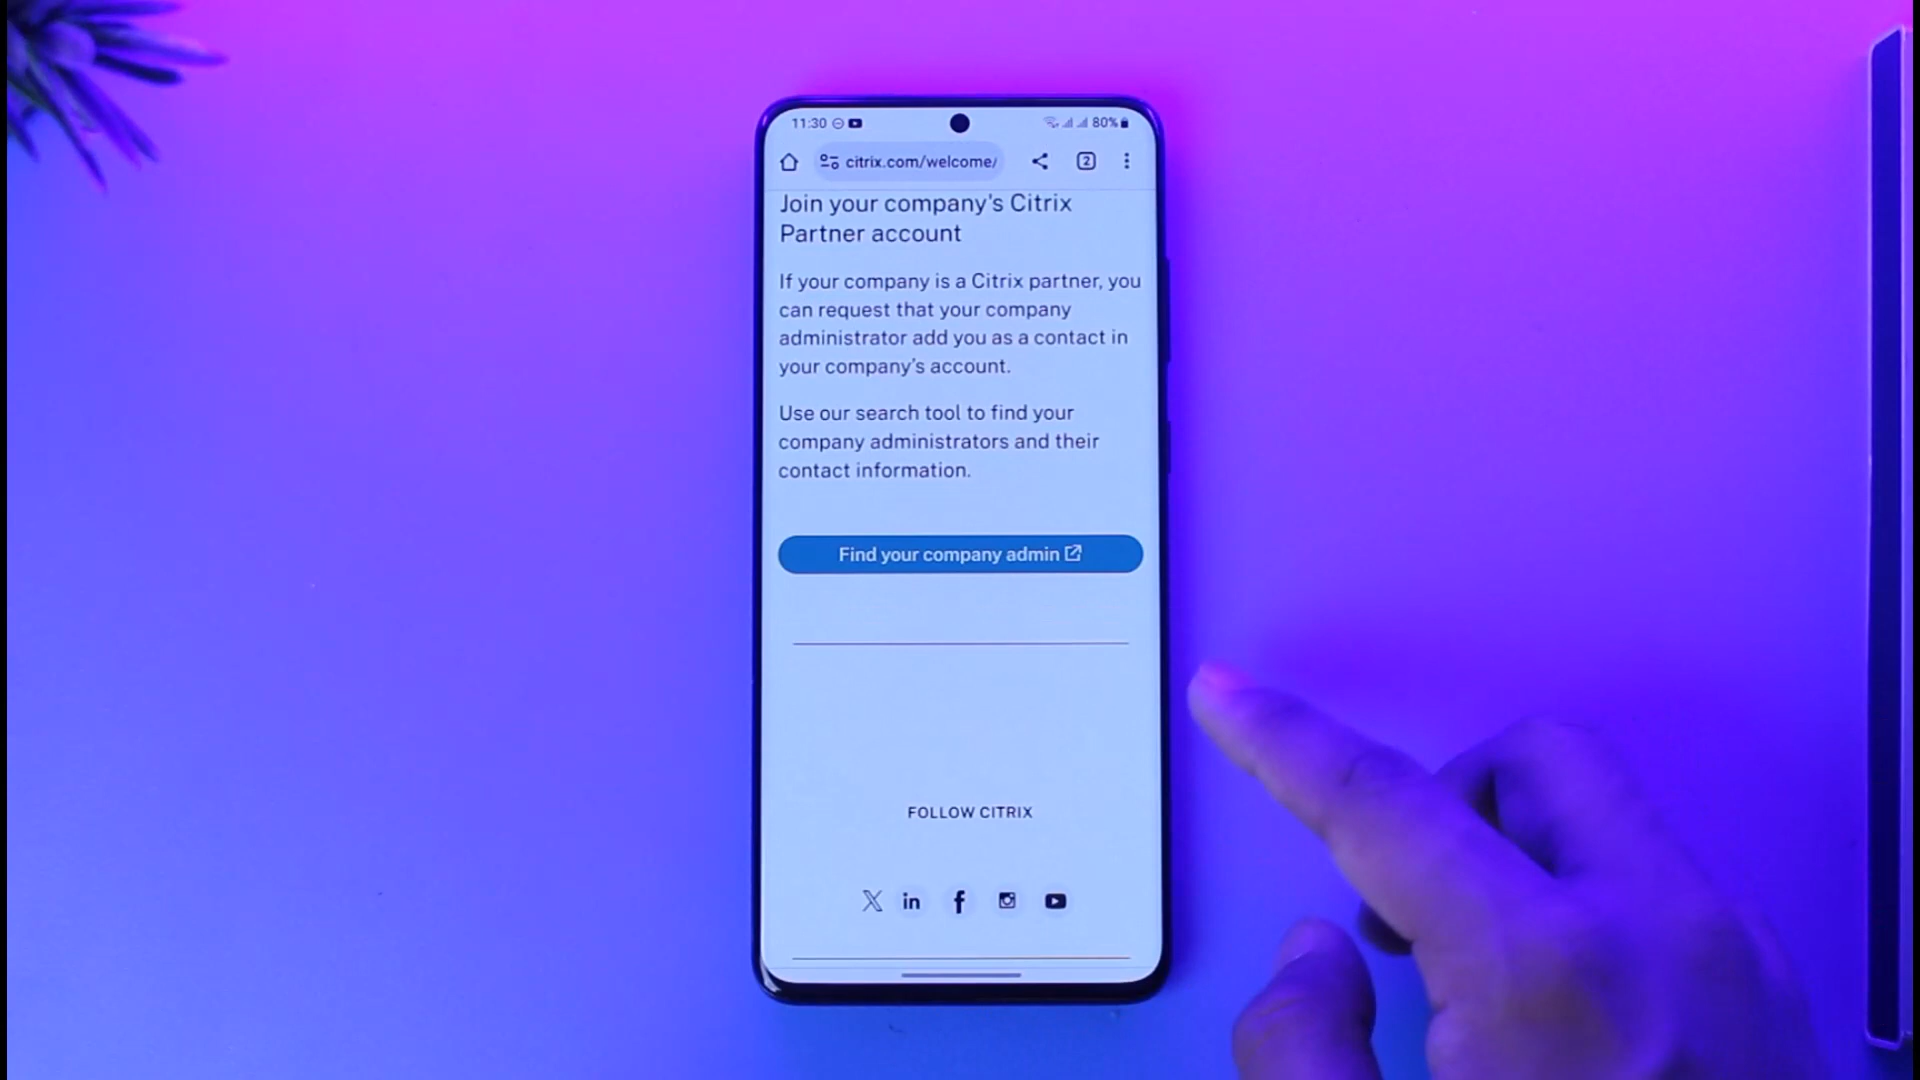 11:30 80%
citrix.com/welcome/ 2
Join your company's Citrix
Partner account
If your company is a Citrix partner, you
can request that your company
administrator add you as a contact in
your company's account.
Use our search tool to find your
company administrators and their
contact information.
Find your company admin
FOLLOW CITRIX
X in f